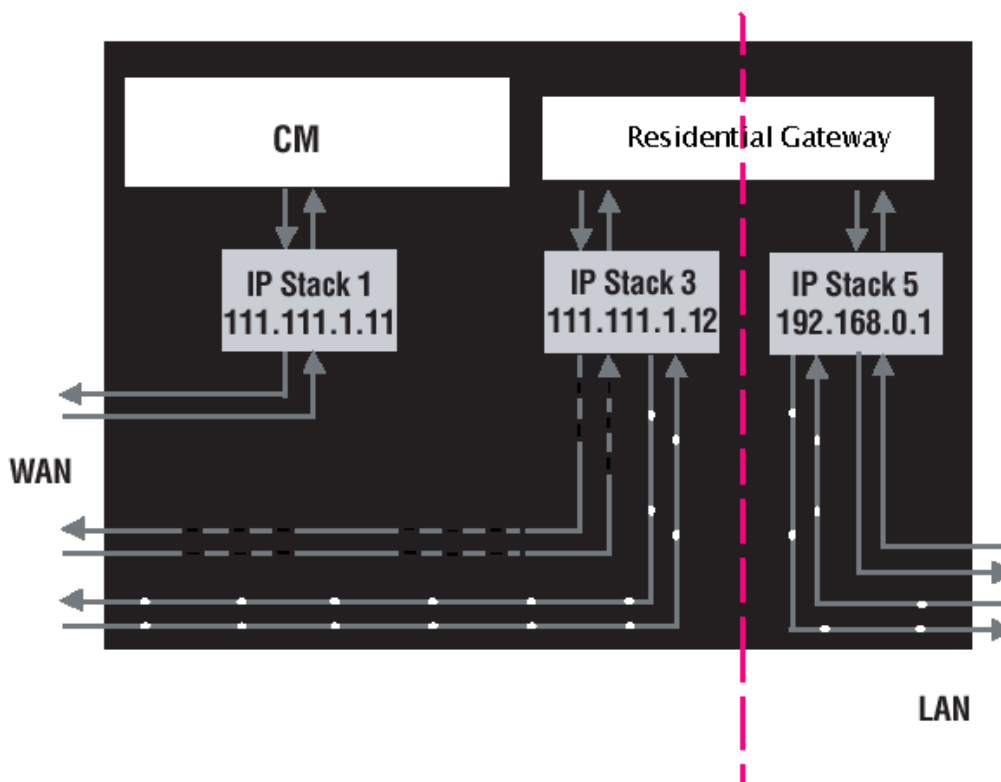 CM
Residential Gateway
IP Stack 1
111.111.1.11
IP Stack 3
111.111.1.12
IP Stack 5
192.168.0.1
WAN
LAN